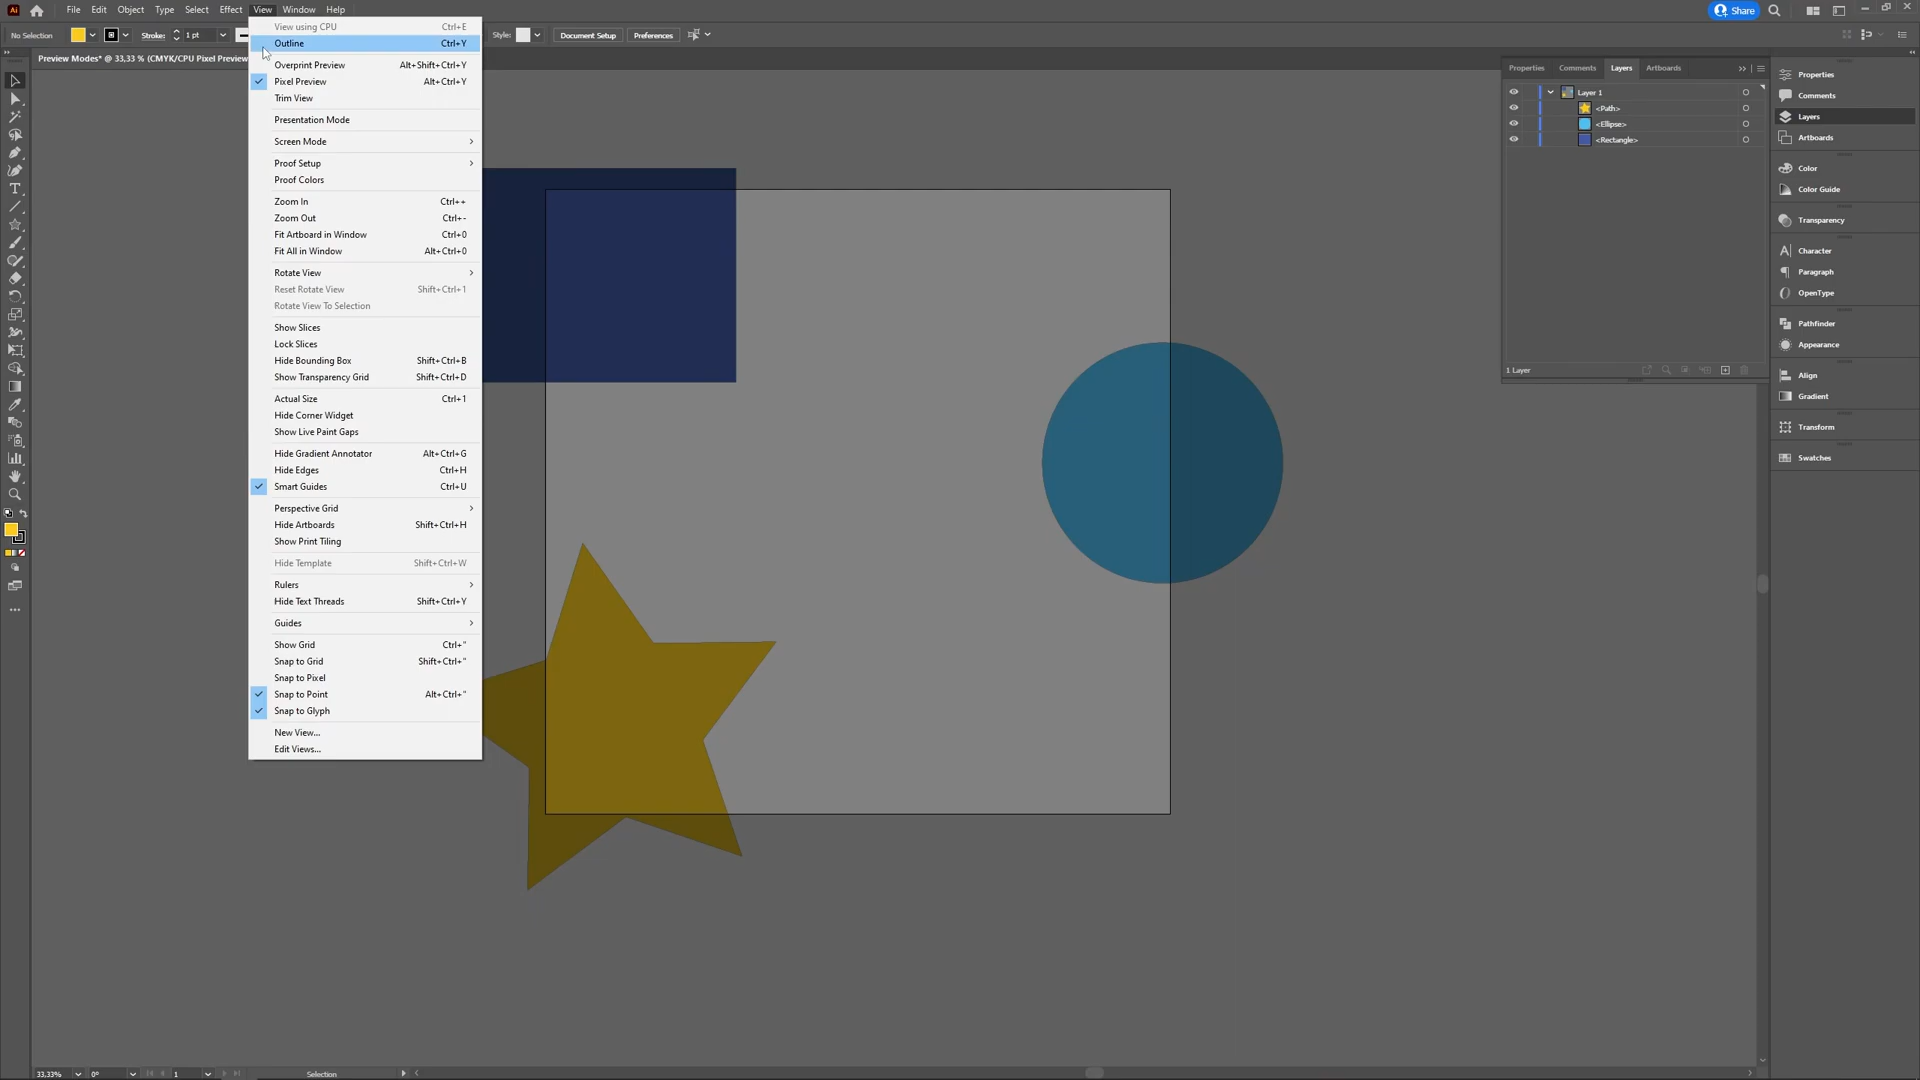 Ai File Edit Object Type Select Effect View Window Help Share
No Selection Stroke: 1 pt Style: Document Setup Preferences
Preview Modes* @ 33,33 % (CMYK/CPU Pixel Preview
View using CPU Ctrl+E
Outline Ctrl+Y
Overprint Preview Alt+Shift+Ctrl+Y
Pixel Preview Alt+Ctrl+Y
Trim View
Presentation Mode
Screen Mode
Proof Setup
Proof Colors
Zoom In Ctrl++
Zoom Out Ctrl+-
Fit Artboard in Window Ctrl+0
Fit All in Window Alt+Ctrl+0
Rotate View
Reset Rotate View Shift+Ctrl+1
Rotate View To Selection
Show Slices
Lock Slices
Hide Bounding Box Shift+Ctrl+B
Show Transparency Grid Shift+Ctrl+D
Actual Size Ctrl+1
Hide Corner Widget
Show Live Paint Gaps
Hide Gradient Annotator Alt+Ctrl+G
Hide Edges Ctrl+H
Smart Guides Ctrl+U
Perspective Grid
Hide Artboards Shift+Ctrl+H
Show Print Tiling
Hide Template Shift+Ctrl+W
Rulers
Hide Text Threads Shift+Ctrl+Y
Guides
Show Grid Ctrl+"
Snap to Grid Shift+Ctrl+"
Snap to Pixel
Snap to Point Alt+Ctrl+"
Snap to Glyph
New View...
Edit Views...
Properties Comments Layers Artboards
Layer 1
<Path>
<Ellipse>
<Rectangle>
1 Layer
Properties
Comments
Layers
Artboards
Color
Color Guide
Transparency
Character
Paragraph
OpenType
Pathfinder
Appearance
Align
Gradient
Transform
Swatches
33,33% 0° 1 Selection